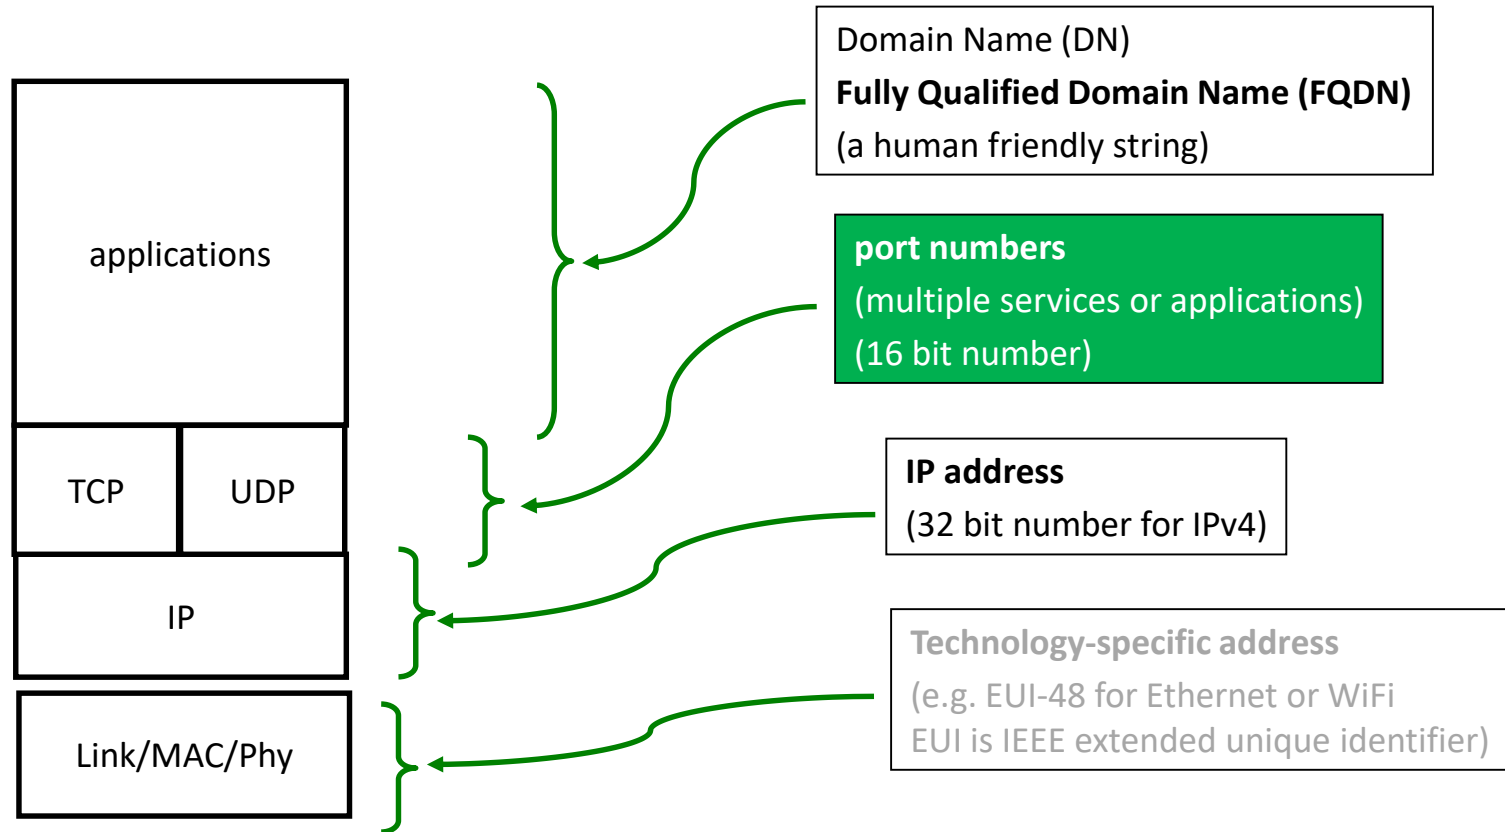 Domain Name (DN)
Fully Qualified Domain Name (FQDN)
(a human friendly string)
applications
port numbers
(multiple services or applications)
(16 bit number)
TCP
UDP
IP address
(32 bit number for IPv4)
IP
Technology-specific address
(e.g. EUI-48 for Ethernet or WiFi
EUI is IEEE extended unique identifier)
Link/MAC/Phy